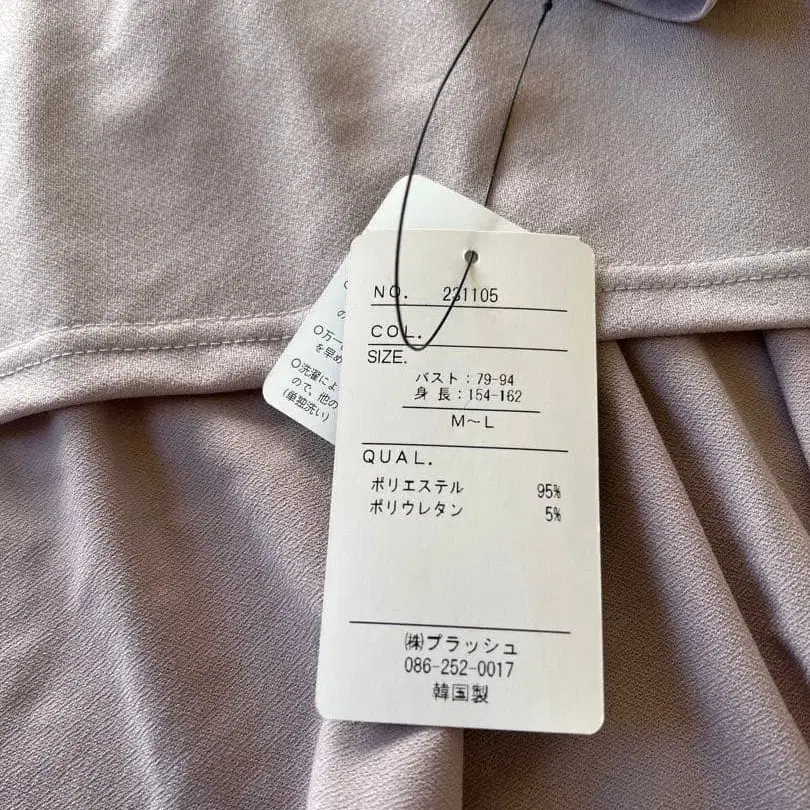 NO. 231105
COL.
SIZE.
バスト：79-94
身長：154-162
M～L
QUAL.
ポリエステル 95%
ポリウレタン 5%
㈱プラッシュ
086-252-0017
韓国製
の
○万一
を早め
○洗濯によ
ので、他の
(単独洗い)